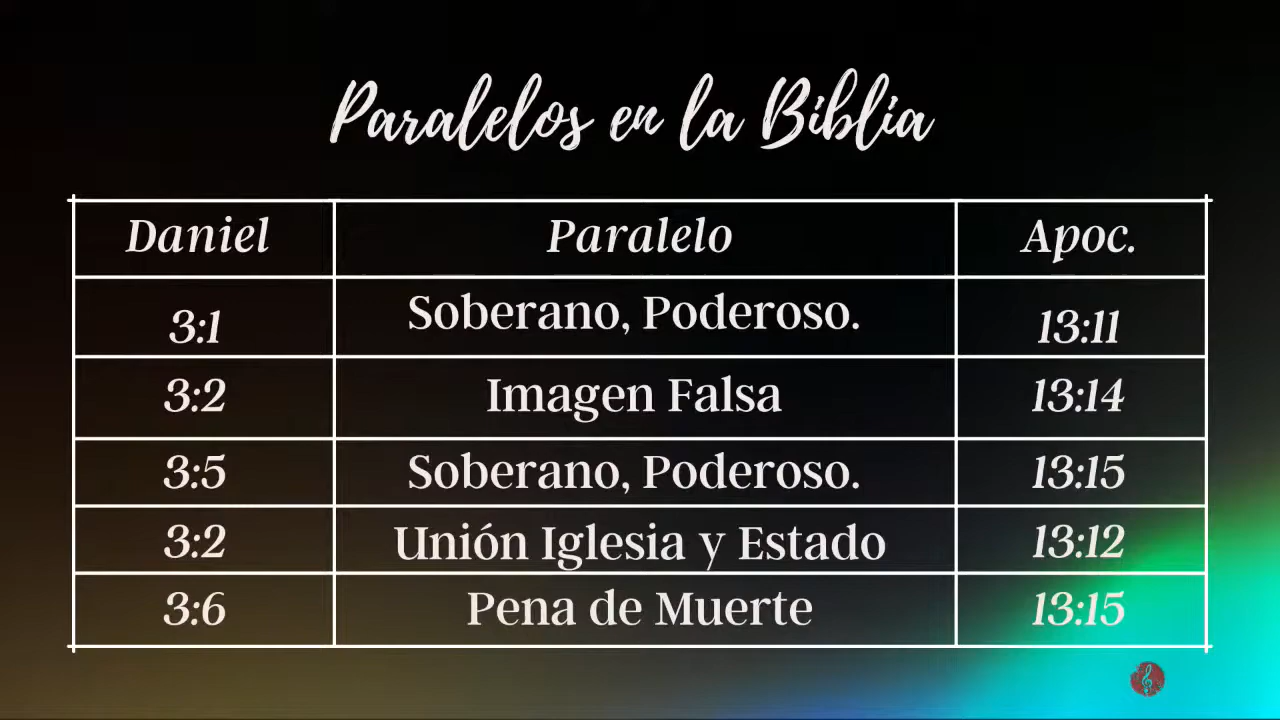 Paralelos en la Biblia
Daniel Paralelo Apoc.
3:1 Soberano, Poderoso. 13:11
3:2 Imagen Falsa 13:14
3:5 Soberano, Poderoso. 13:15
3:2 Unión Iglesia y Estado 13:12
3:6 Pena de Muerte 13:15